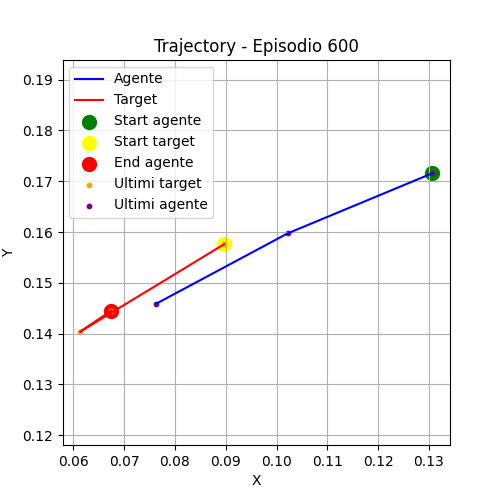 Trajectory - Episodio 600
Agente
Target
Start agente
Start target
End agente
Ultimi target
Ultimi agente
0.19
0.18
0.17
0.16
0.15
0.14
0.13
0.12
Y
0.06 0.07 0.08 0.09 0.10 0.11 0.12 0.13
X